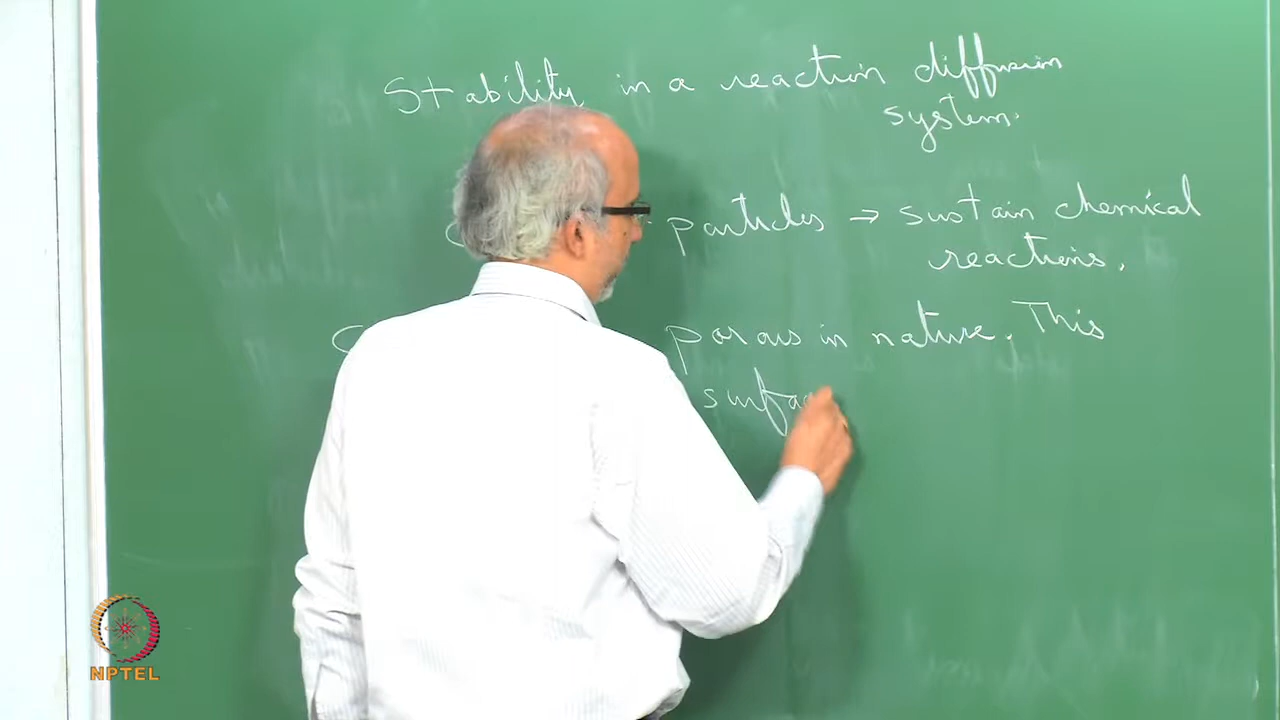 Stability in a reaction diffusion
system.
particles → sustain chemical
reactions.
porous in nature. This
surfa
NPTEL